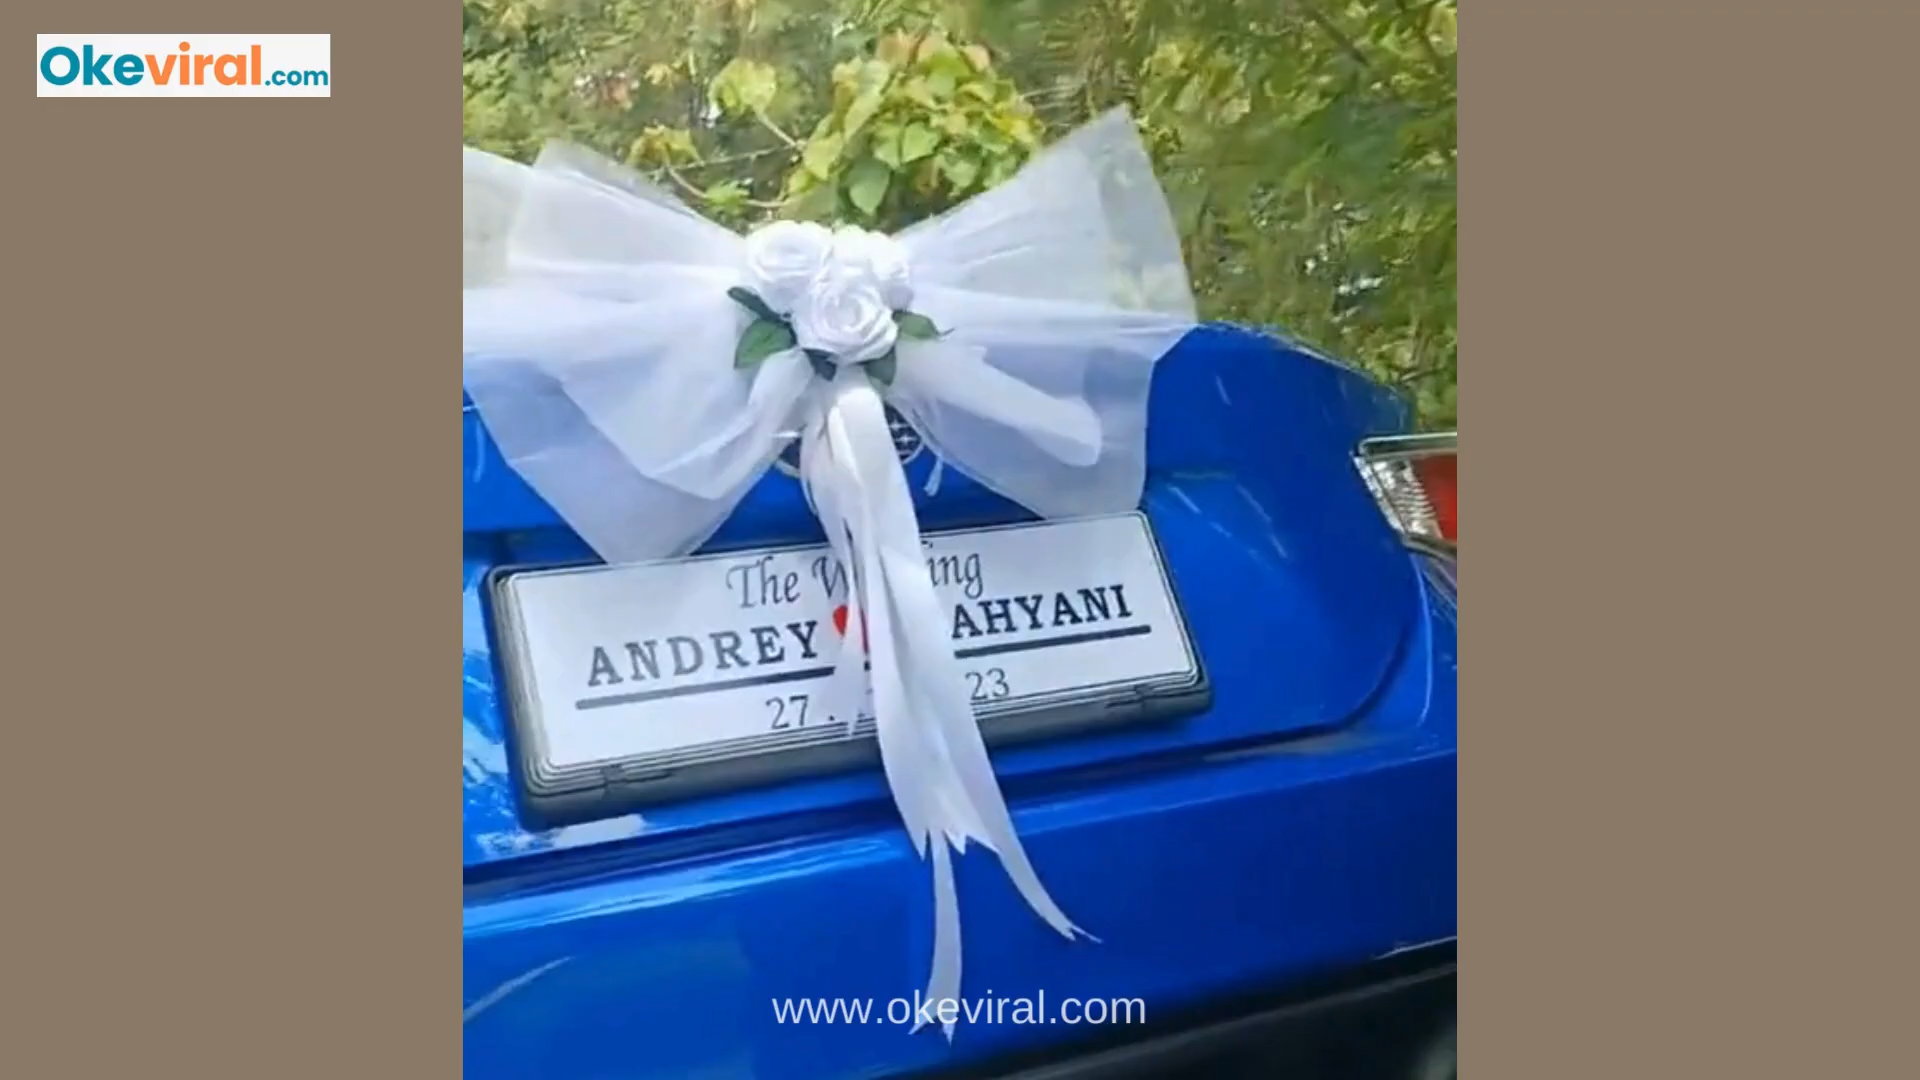 Okeviral.com
The
ANDREY AHYANI
27 . 23
www.okeviral.com